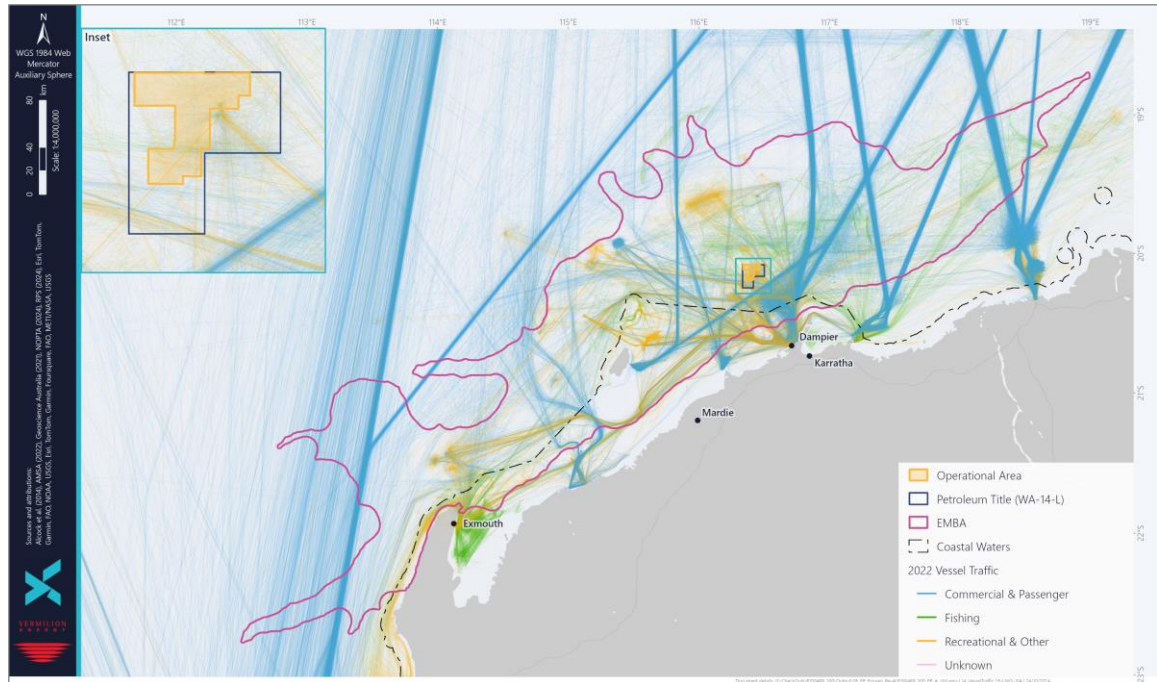 WGS 1984 Web
Mercator
Auxiliary Sphere
0 20 40 80
km
Scale: 1:4,000,000
Sources and attributions:
Alcock et al. (2014), AMSA (2022), Geoscience Australia (2021), NOPTA (2024), RPS (2024), Esri, TomTom,
Garmin, FAO, NOAA, USGS, Esri, TomTom, Garmin, Foursquare, FAO, METI/NASA, USGS
VERMILION
ENERGY
Inset
112°E 113°E 114°E 115°E 116°E 117°E 118°E 119°E
19°S
20°S
21°S
22°S
23°S
Dampier
Karratha
Mardie
Exmouth
Operational Area
Petroleum Title (WA-14-L)
EMBA
Coastal Waters
2022 Vessel Traffic
Commercial & Passenger
Fishing
Recreational & Other
Unknown